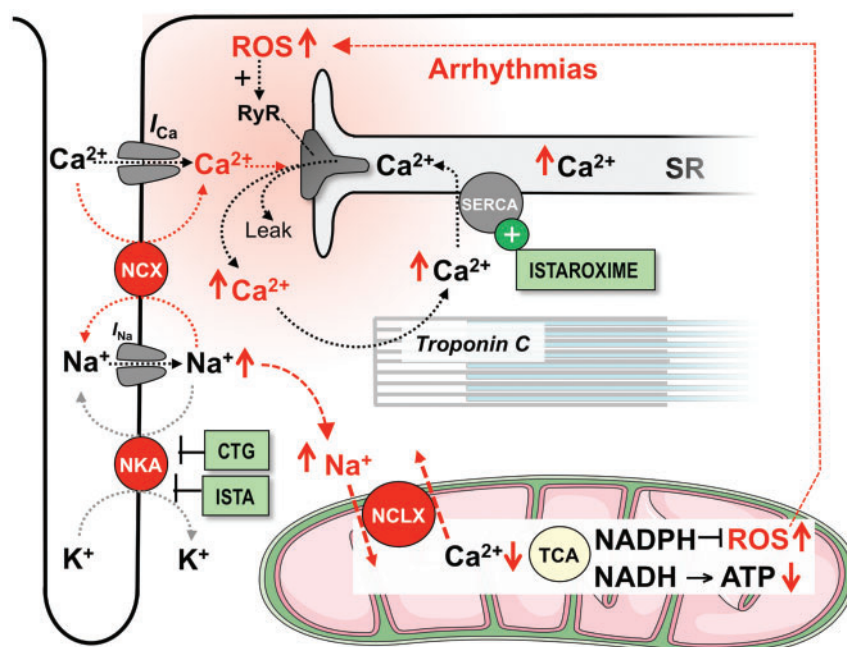 ROS ↑
Arrhythmias
+
RyR
I Ca
Ca²⁺
Ca²⁺
Ca²⁺
↑ Ca²⁺
SR
SERCA
Leak
+
NCX
↑ Ca²⁺
↑ Ca²⁺
ISTAROXIME
I Na
Na⁺
Na⁺ ↑
Troponin C
NKA
CTG
ISTA
↑ Na⁺
NCLX
K⁺
K⁺
Ca²⁺ ↓
TCA
NADPH ⊣ ROS ↑
NADH → ATP ↓